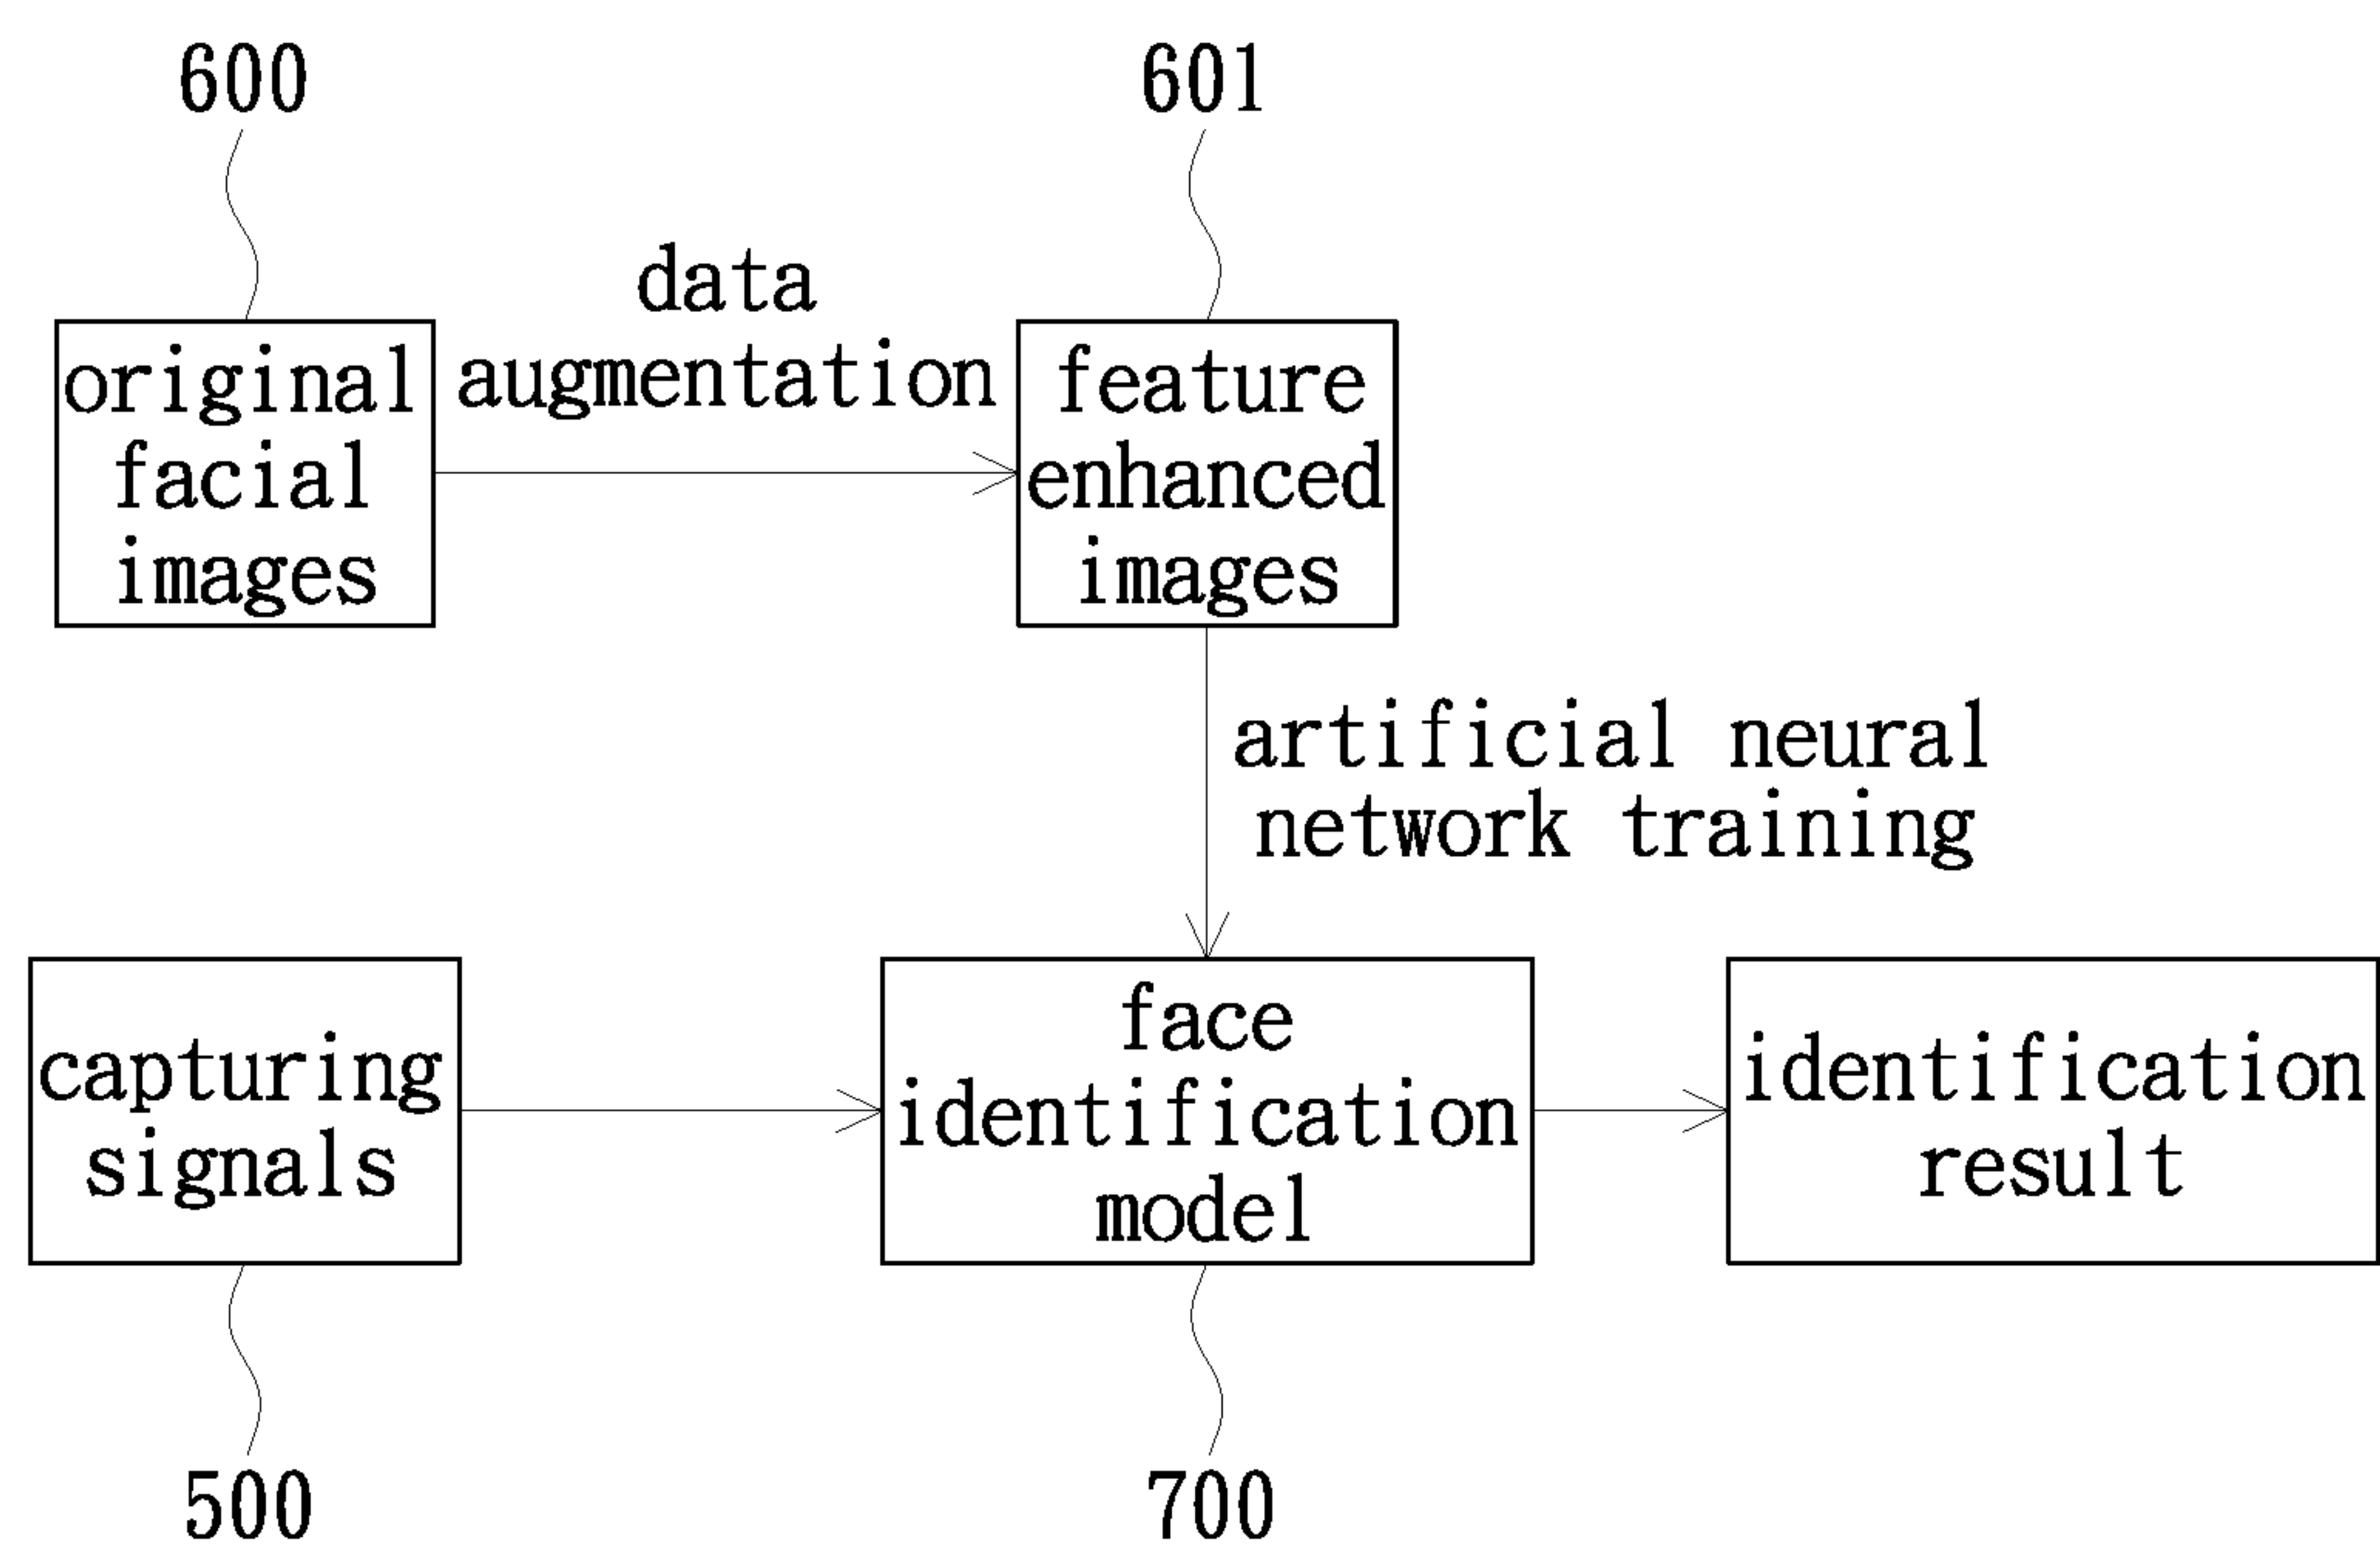 600
601
data
augmentation
original
facial
images
feature
enhanced
images
artificial neural
network training
capturing
signals
face
identification
model
identification
result
500
700